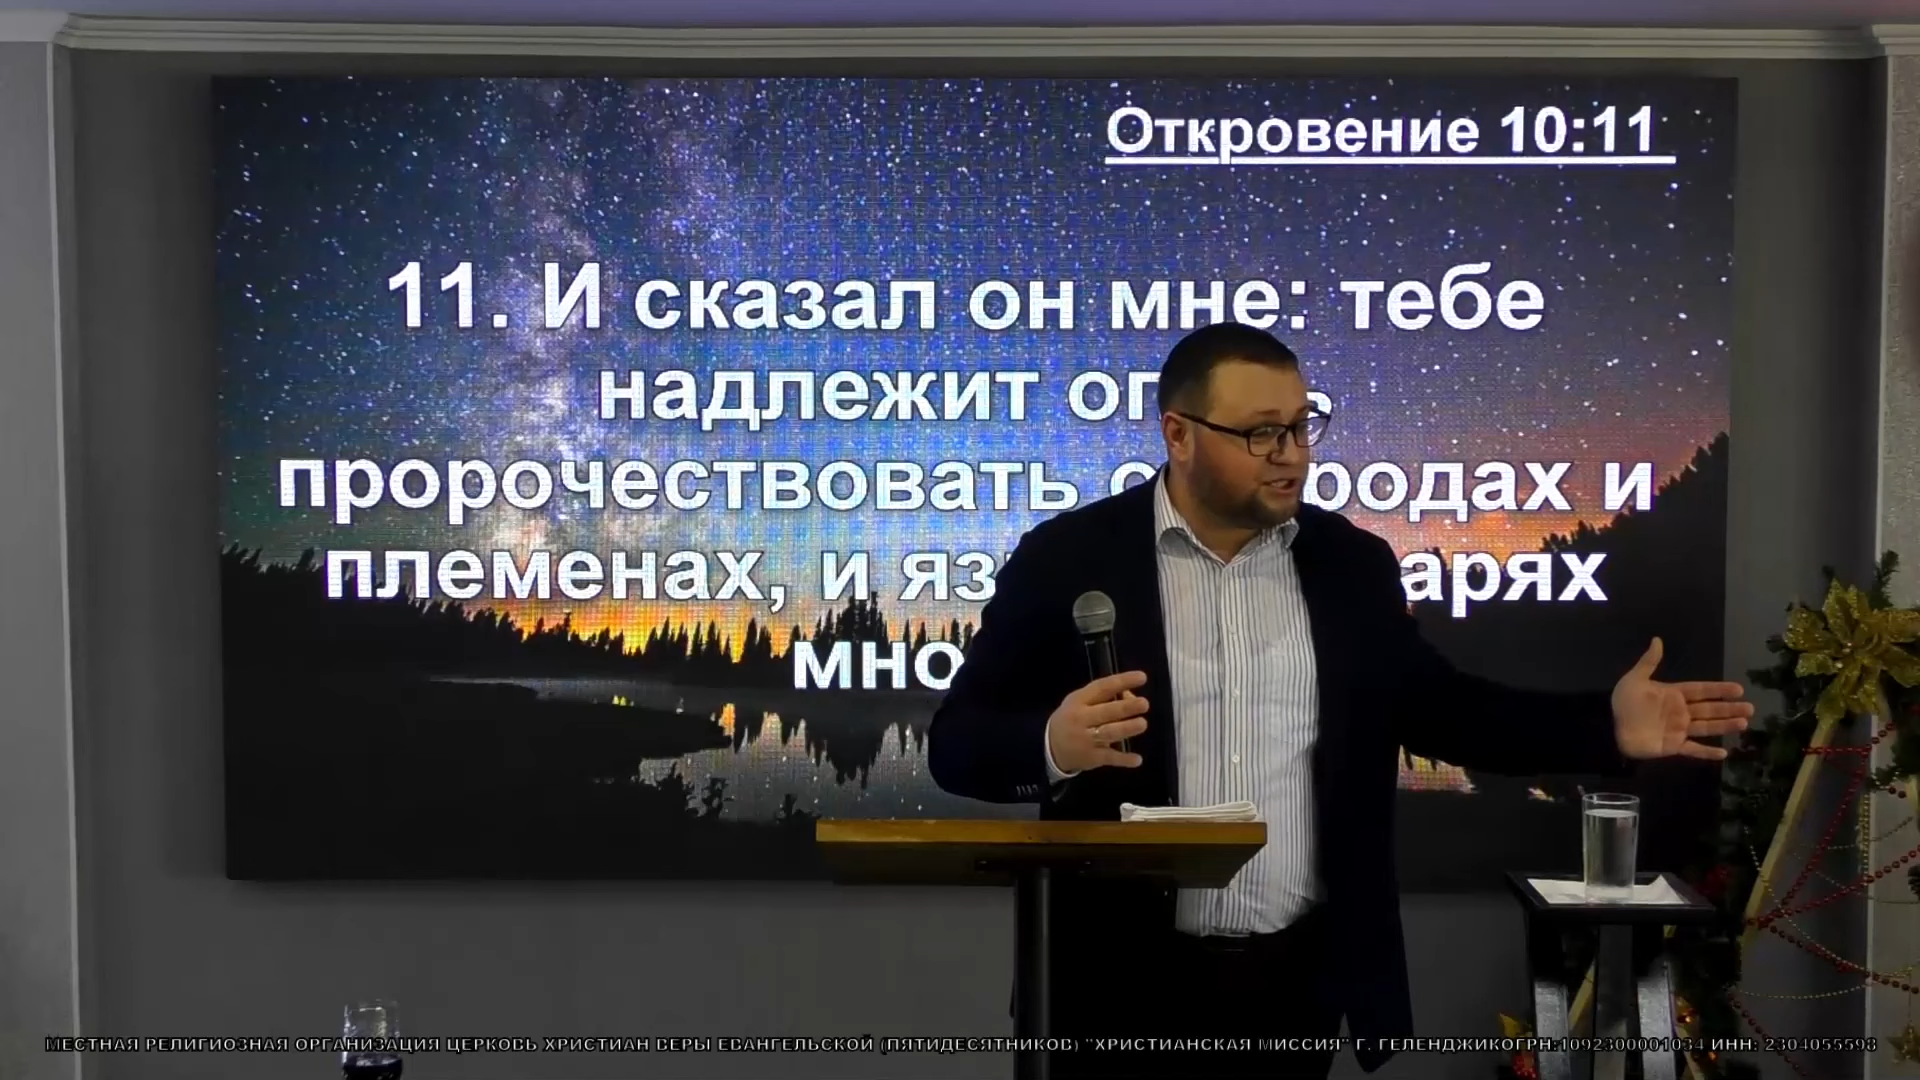 Откровение 10:11
11. И сказал он мне: тебе
надлежит
пророчествовать и
племенах, и
МЕСТНАЯ РЕЛИГИОЗНАЯ ОРГАНИЗАЦИЯ ЦЕРКОВЬ ХРИСТИАН ВЕРЫ ЕВАНГЕЛЬСКОЙ (ПЯТИДЕСЯТНИКОВ) "ХРИСТИАНСКАЯ МИССИЯ" Г. ГЕЛЕНДЖИКОГРН:1092300001034 ИНН: 2304055598